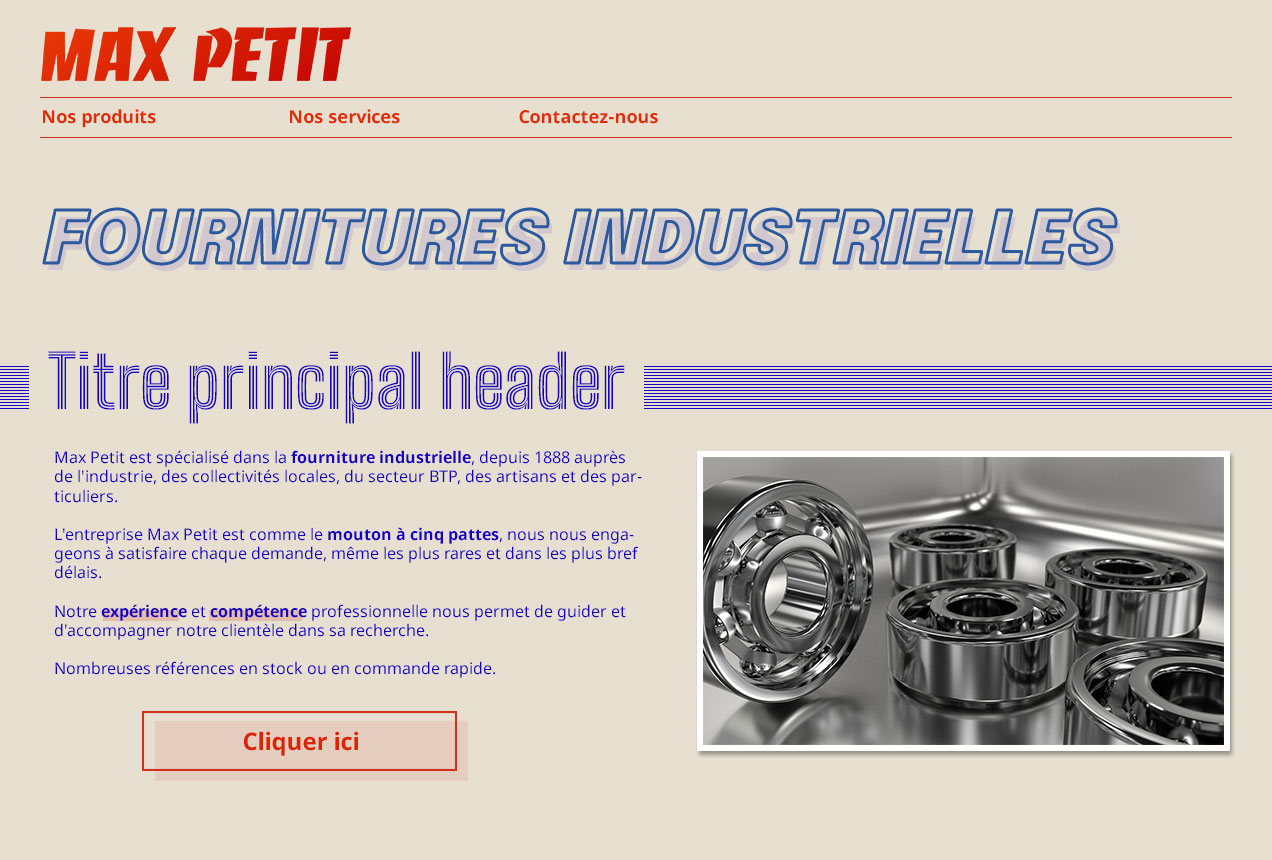 MAX PETIT
Nos produits
Nos services
Contactez-nous
FOURNITURES INDUSTRIELLES
Titre principal header
Max Petit est spécialisé dans la fourniture industrielle, depuis 1888 auprès
de l'industrie, des collectivités locales, du secteur BTP, des artisans et des par-
ticuliers.
L'entreprise Max Petit est comme le mouton à cinq pattes, nous nous enga-
geons à satisfaire chaque demande, même les plus rares et dans les plus bref
délais.
Notre expérience et compétence professionnelle nous permet de guider et
d'accompagner notre clientèle dans sa recherche.
Nombreuses références en stock ou en commande rapide.
Cliquer ici